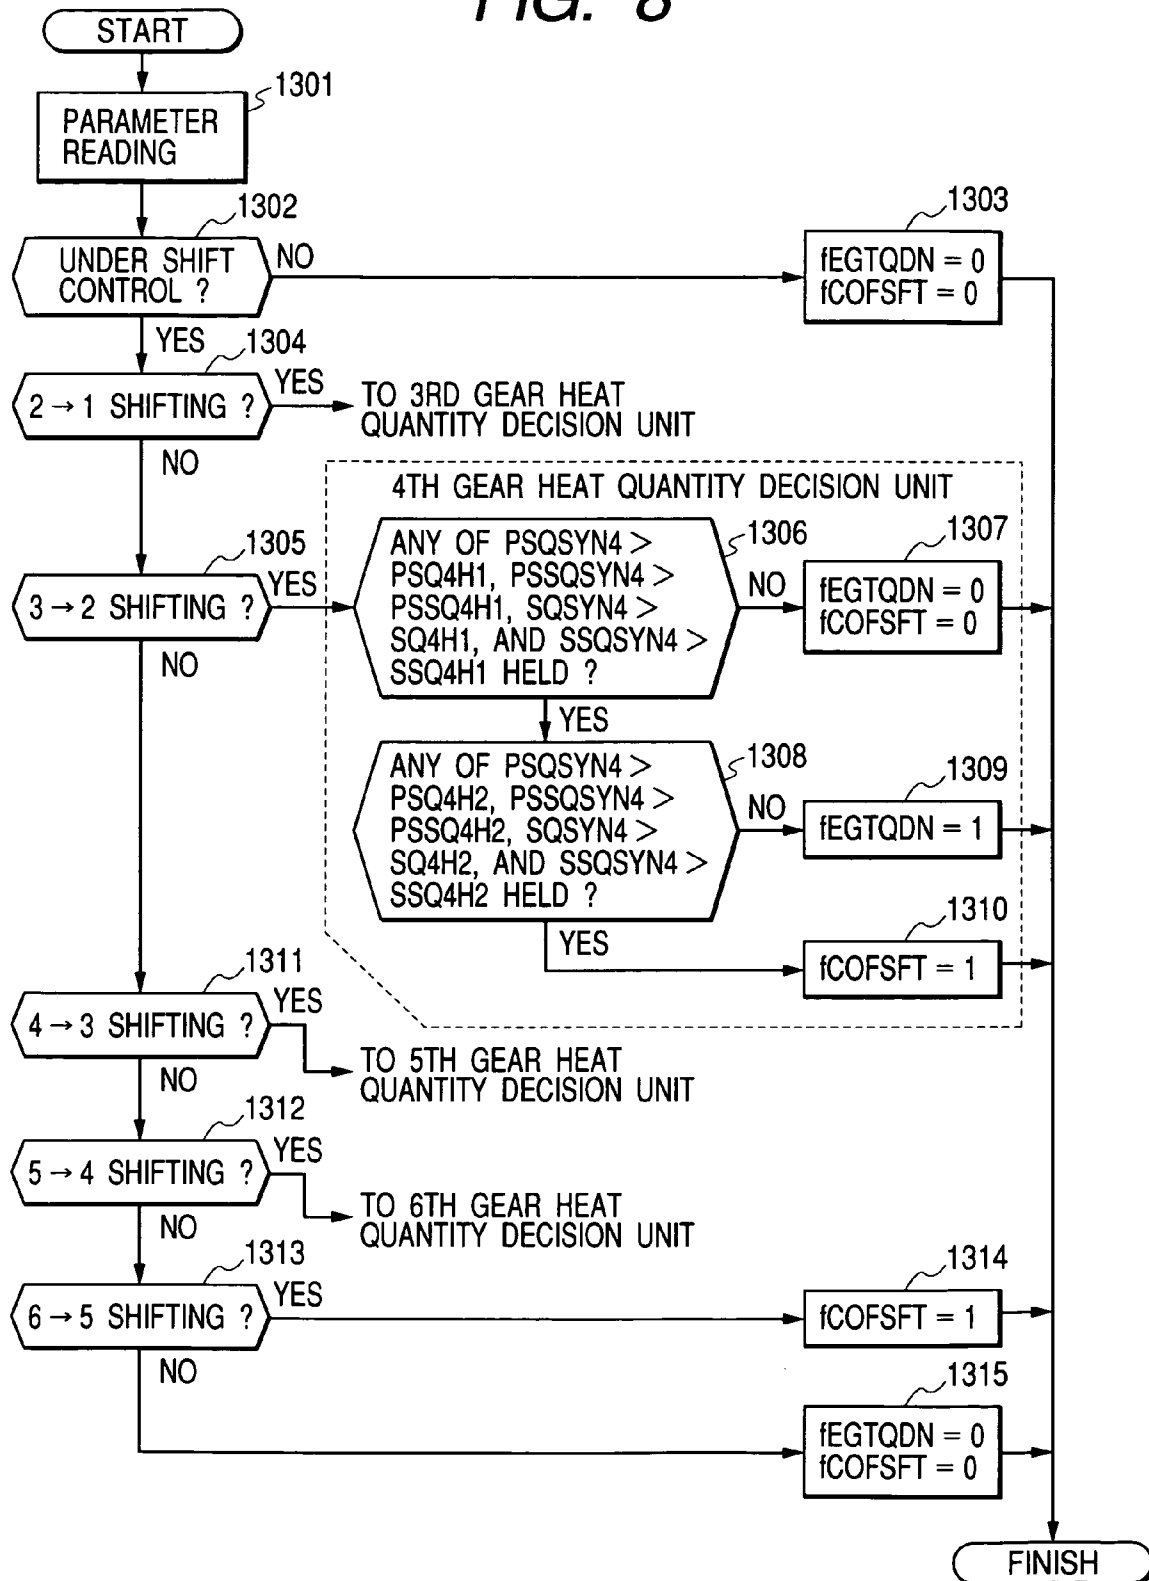 FIG. 8
START
1301
PARAMETER
READING
1302
UNDER SHIFT
CONTROL ?
NO
1303
fEGTQDN = 0
fCOFSFT = 0
YES
1304
2 → 1 SHIFTING ?
YES
TO 3RD GEAR HEAT
QUANTITY DECISION UNIT
NO
4TH GEAR HEAT QUANTITY DECISION UNIT
1305
3 → 2 SHIFTING ?
YES
ANY OF PSQSYN4 >
PSQ4H1, PSSQSYN4 >
PSSQ4H1, SQSYN4 >
SQ4H1, AND SSQSYN4 >
SSQ4H1 HELD ?
1306
NO
1307
fEGTQDN = 0
fCOFSFT = 0
NO
YES
ANY OF PSQSYN4 >
PSQ4H2, PSSQSYN4 >
PSSQ4H2, SQSYN4 >
SQ4H2, AND SSQSYN4 >
SSQ4H2 HELD ?
1308
NO
1309
fEGTQDN = 1
YES
1310
fCOFSFT = 1
1311
4 → 3 SHIFTING ?
YES
TO 5TH GEAR HEAT
QUANTITY DECISION UNIT
NO
1312
5 → 4 SHIFTING ?
YES
TO 6TH GEAR HEAT
QUANTITY DECISION UNIT
NO
1313
6 → 5 SHIFTING ?
YES
1314
fCOFSFT = 1
NO
1315
fEGTQDN = 0
fCOFSFT = 0
FINISH